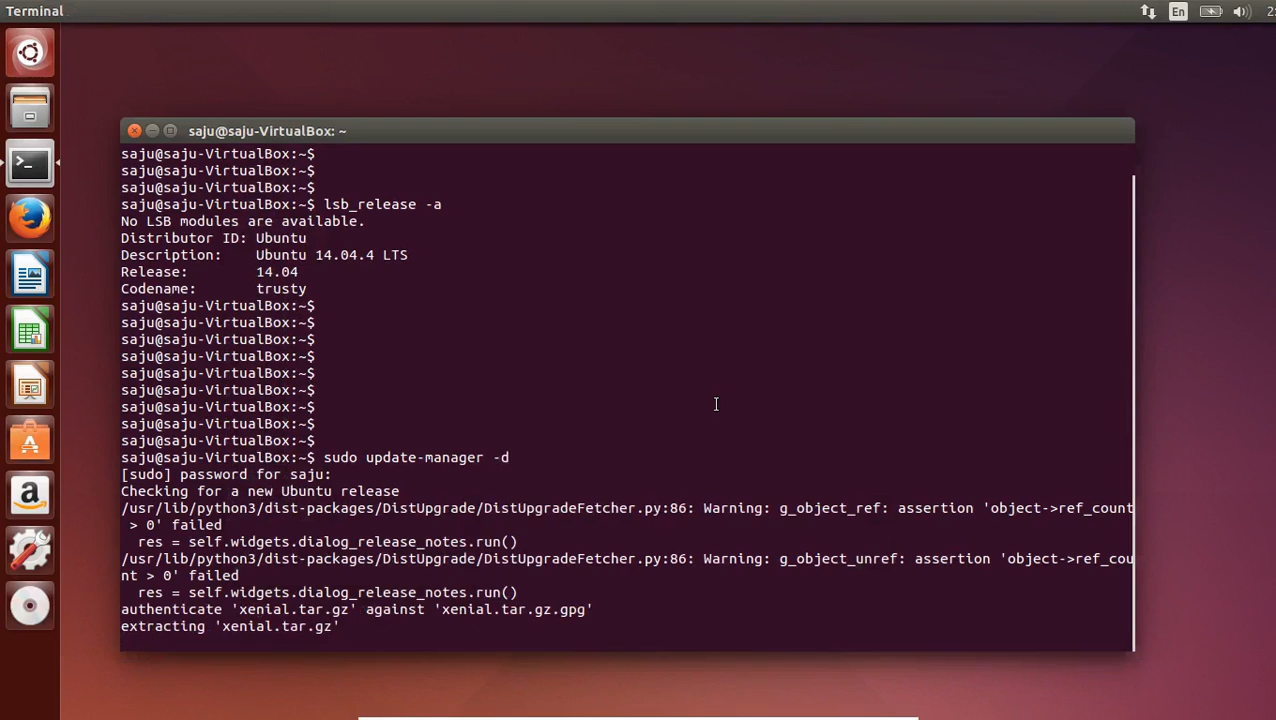 Terminal
En
saju@saju-VirtualBox: ~
saju@saju-VirtualBox:~$
saju@saju-VirtualBox:~$
saju@saju-VirtualBox:~$
saju@saju-VirtualBox:~$ lsb_release -a
No LSB modules are available.
Distributor ID: Ubuntu
Description:    Ubuntu 14.04.4 LTS
Release:        14.04
Codename:       trusty
saju@saju-VirtualBox:~$
saju@saju-VirtualBox:~$
saju@saju-VirtualBox:~$
saju@saju-VirtualBox:~$
saju@saju-VirtualBox:~$
saju@saju-VirtualBox:~$
saju@saju-VirtualBox:~$
saju@saju-VirtualBox:~$
saju@saju-VirtualBox:~$
saju@saju-VirtualBox:~$ sudo update-manager -d
[sudo] password for saju:
Checking for a new Ubuntu release
/usr/lib/python3/dist-packages/DistUpgrade/DistUpgradeFetcher.py:86: Warning: g_object_ref: assertion 'object->ref_count
 > 0' failed
  res = self.widgets.dialog_release_notes.run()
/usr/lib/python3/dist-packages/DistUpgrade/DistUpgradeFetcher.py:86: Warning: g_object_unref: assertion 'object->ref_cou
nt > 0' failed
  res = self.widgets.dialog_release_notes.run()
authenticate 'xenial.tar.gz' against 'xenial.tar.gz.gpg'
extracting 'xenial.tar.gz'